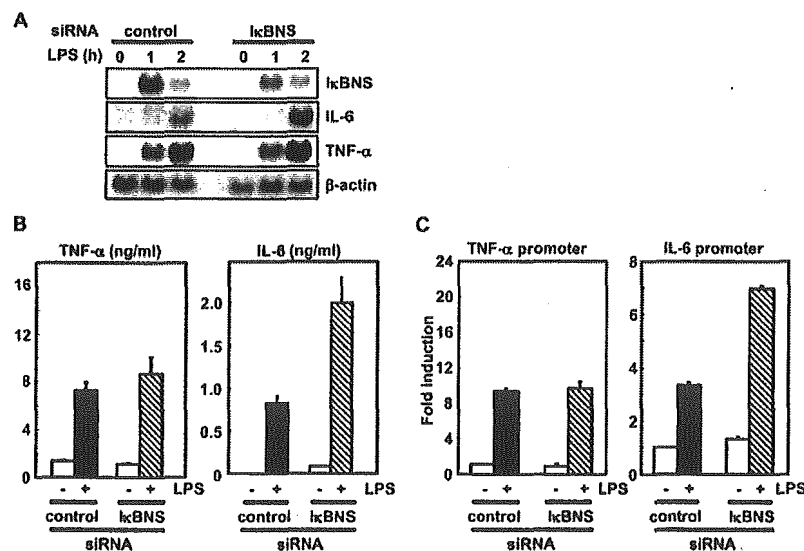 A
siRNA control IκBNS
LPS (h) 0 1 2 0 1 2
IκBNS
IL-6
TNF-α
β-actin
B
TNF-α (ng/ml)
16
12
8
4
0
- + - + LPS
control IκBNS
siRNA
IL-6 (ng/ml)
2.0
1.5
1.0
0.5
0
- + - + LPS
control IκBNS
siRNA
C
Fold induction
TNF-α promoter
24
20
16
12
8
4
0
- + - +
control IκBNS
siRNA
IL-6 promoter
8
6
4
2
0
- + - + LPS
control IκBNS
siRNA